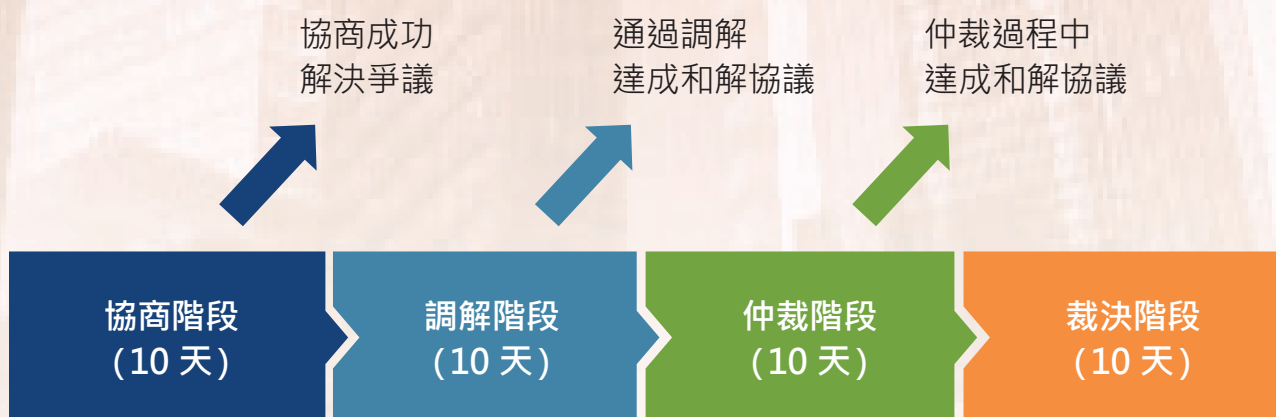 協商成功
解決爭議
通過調解
達成和解協議
仲裁過程中
達成和解協議
協商階段
(10 天)
調解階段
(10 天)
仲裁階段
(10 天)
裁決階段
(10 天)